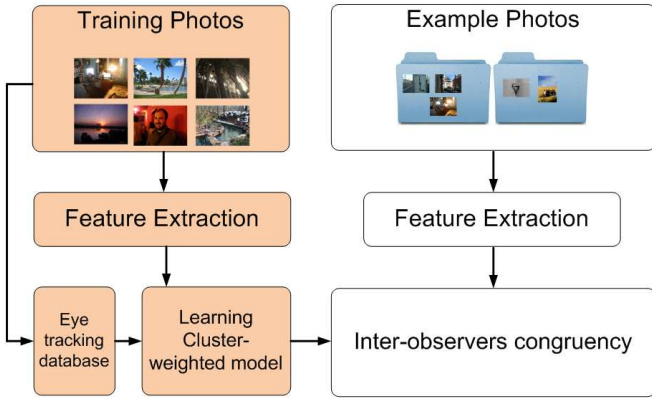 Training Photos
Example Photos
Feature Extraction
Feature Extraction
Eye
tracking
database
Learning
Cluster-
weighted model
Inter-observers congruency